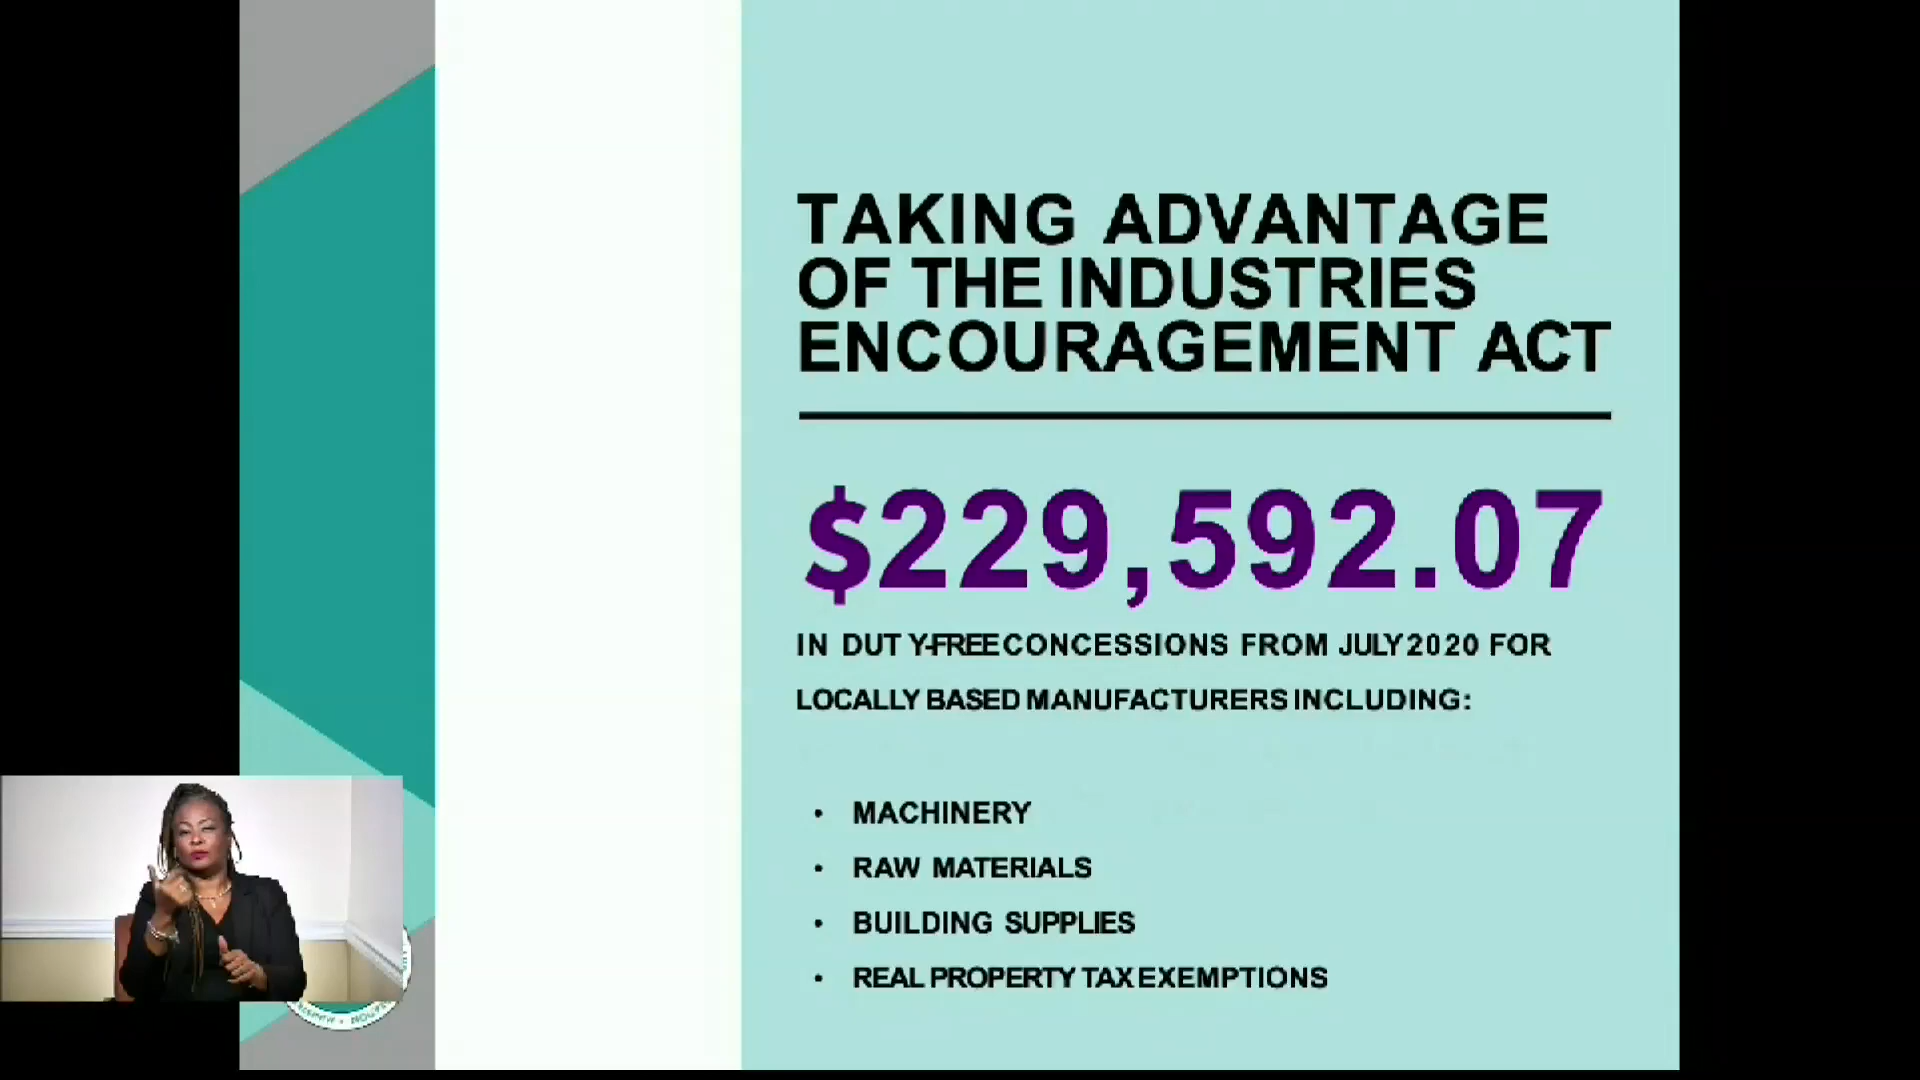 TAKING ADVANTAGE
OF THE INDUSTRIES
ENCOURAGEMENT ACT
$229,592.07
IN DUTY-FREE CONCESSIONS FROM JULY 2020 FOR
LOCALLY BASED MANUFACTURERS INCLUDING:
• MACHINERY
• RAW MATERIALS
• BUILDING SUPPLIES
• REAL PROPERTY TAX EXEMPTIONS